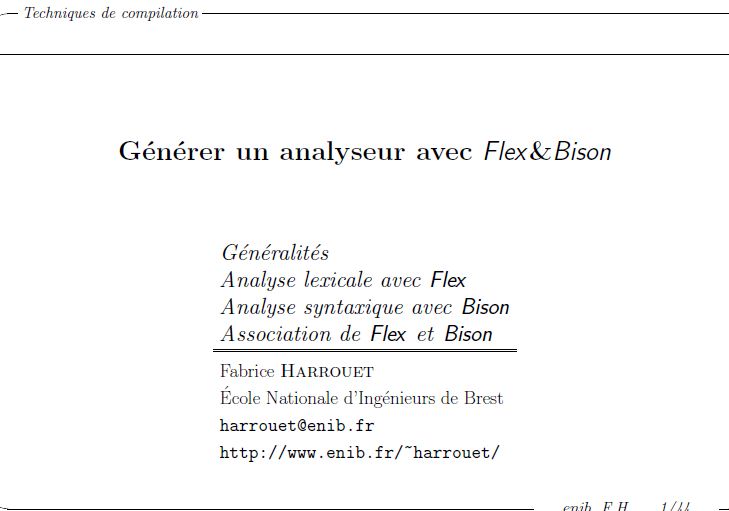 Techniques de compilation
Générer un analyseur avec Flex&Bison
Généralités
Analyse lexicale avec Flex
Analyse syntaxique avec Bison
Association de Flex et Bison
Fabrice HARROUET
École Nationale d'Ingénieurs de Brest
harrouet@enib.fr
http://www.enib.fr/~harrouet/
enib F.H 1/44